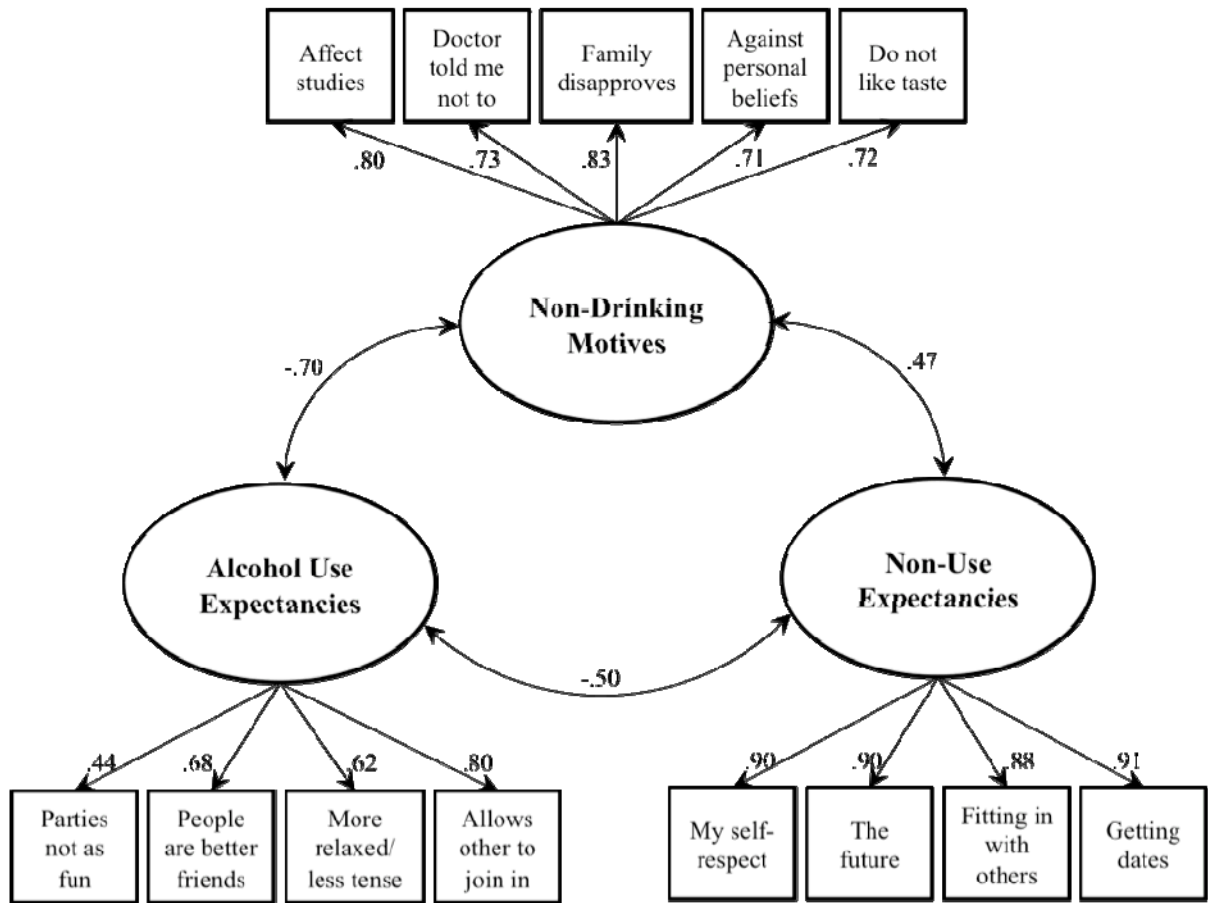 Affect
studies
Doctor
told me
not to
Family
disapproves
Against
personal
beliefs
Do not
like taste
.80
.73
.83
.71
.72
Non-Drinking
Motives
-.70
.47
Alcohol Use
Expectancies
Non-Use
Expectancies
-.50
.44
.68
.62
.80
.90
.90
.88
.91
Parties
not as
fun
People
are better
friends
More
relaxed/
less tense
Allows
other to
join in
My self-
respect
The
future
Fitting in
with
others
Getting
dates